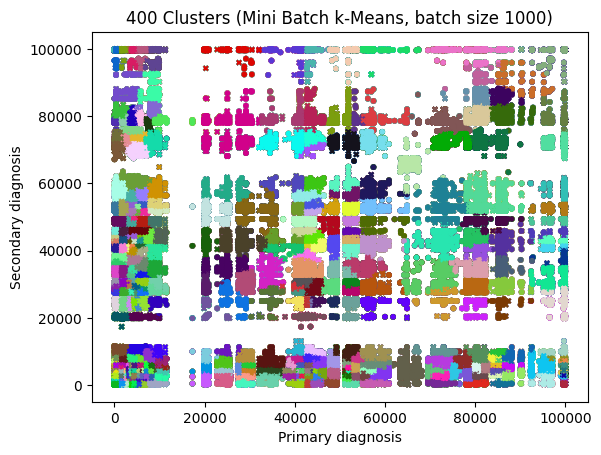 400 Clusters (Mini Batch k-Means, batch size 1000)
100000
80000
60000
40000
20000
0
Secondary diagnosis
0 20000 40000 60000 80000 100000
Primary diagnosis